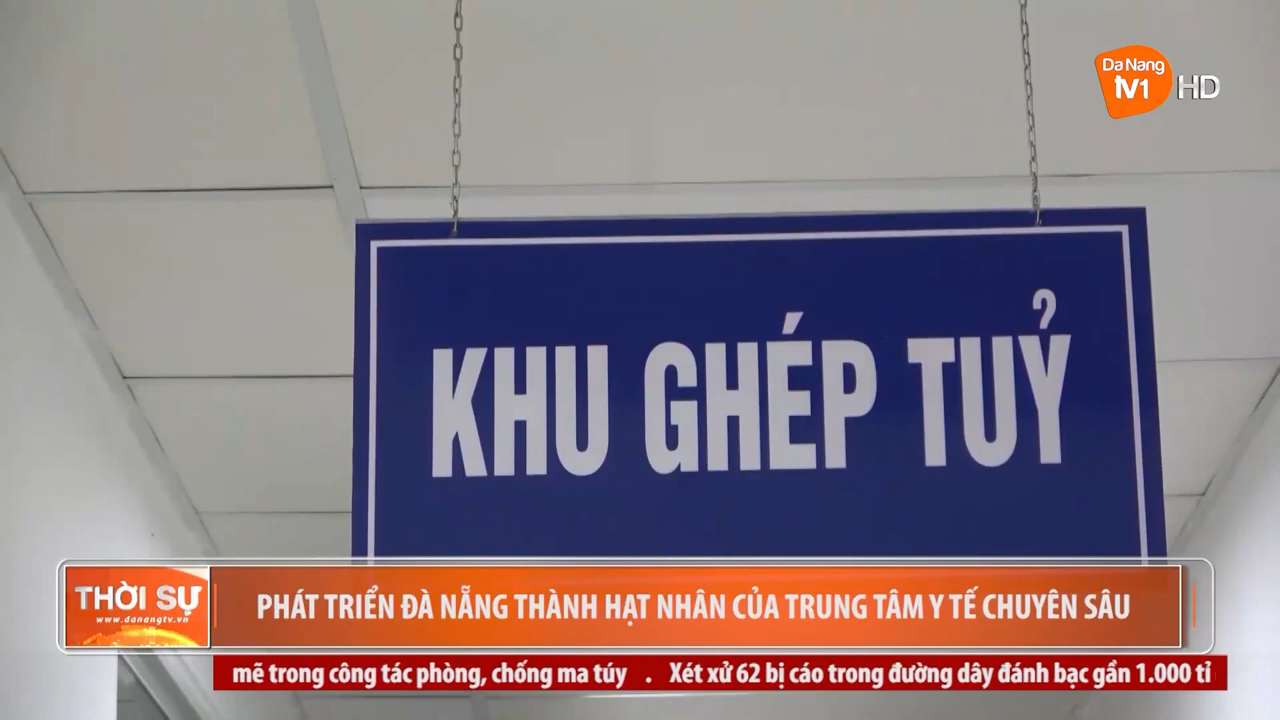 Da Nang
TV1 HD
KHU GHÉP TUỶ
THỜI SỰ
www.danangtv.vn
PHÁT TRIỂN ĐÀ NẴNG THÀNH HẠT NHÂN CỦA TRUNG TÂM Y TẾ CHUYÊN SÂU
mẽ trong công tác phòng, chống ma túy . Xét xử 62 bị cáo trong đường dây đánh bạc gần 1.000 tỉ